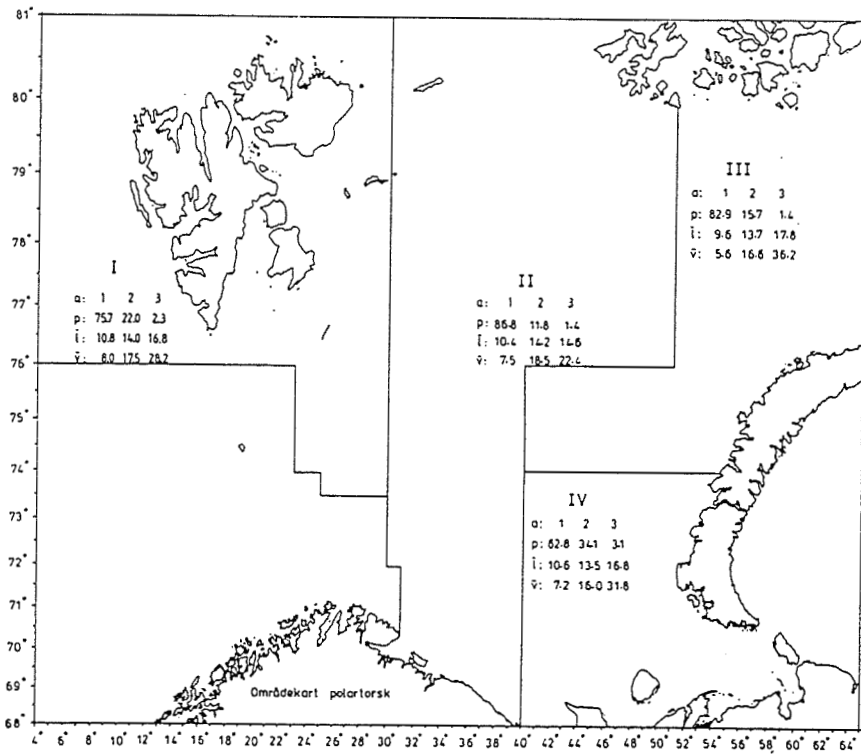 81°
80°
79°
78°
77°
76°
75°
74°
73°
72°
71°
70°
69°
68°
I
a: 1 2 3
p: 75.7 22.0 2.3
l̄: 10.8 14.0 16.8
v̄: 8.0 17.5 28.2
II
a: 1 2 3
p: 86.8 11.8 1.4
l̄: 10.4 14.2 14.6
v̄: 7.5 18.5 22.4
III
a: 1 2 3
p: 82.9 15.7 1.4
l̄: 9.6 13.7 17.8
v̄: 5.6 16.6 36.2
IV
a: 1 2 3
p: 62.8 34.1 3.1
l̄: 10.6 13.5 16.8
v̄: 7.2 16.0 31.8
Områdekart polartorsk
4° 6° 8° 10° 12° 14° 16° 18° 20° 22° 24° 26° 28° 30° 32° 34° 36° 38° 40° 42° 44° 46° 48° 50° 52° 54° 56° 58° 60° 62° 64°